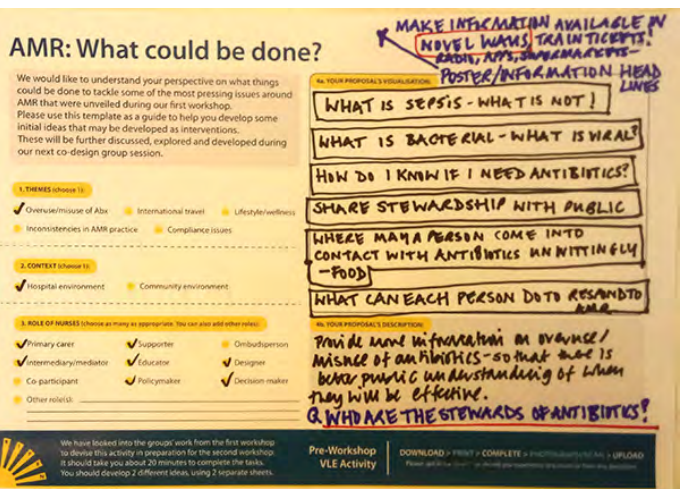 AMR: What could be done?
We would like to understand your perspective on what things
could be done to tackle some of the most pressing issues around
AMR that were unveiled during our first workshop.
Please use this template as a guide to help you develop some
initial ideas that may be developed as interventions.
These will be further discussed, explored and developed during
our next co-design group session.
1. THEMES (choose 1):
Overuse/misuse of Abx International travel Lifestyle/wellness
Inconsistencies in AMR practice Compliance issues
2. CONTEXT (choose 1):
Hospital environment Community environment
3. ROLE OF NURSES (choose as many as appropriate. You can also add other roles):
Primary carer Supporter Ombudsperson
Intermediary/mediator Educator Designer
Co-participant Policymaker Decision-maker
Other role(s):
MAKE INFORMATION AVAILABLE IN
NOVEL WAYS, TRAIN TICKETS!
RADIO, APPS, SUPERMARKETS-
POSTER/INFORMATION HEAD
LINES
4a. YOUR PROPOSAL'S VISUALISATION:
WHAT IS SEPSIS - WHAT IS NOT!
WHAT IS BACTERIAL - WHAT IS VIRAL?
HOW DO I KNOW IF I NEED ANTIBIOTICS?
SHARE STEWARDSHIP WITH PUBLIC
WHERE MAY A PERSON COME INTO
CONTACT WITH ANTIBIOTICS UNWITTINGLY
- FOOD
WHAT CAN EACH PERSON DO TO RESPOND TO
AMR
4b. YOUR PROPOSAL'S DESCRIPTION:
Provide more information on overuse/
misuse of antibiotics - so that there is
better public understanding of when
they will be effective.
Q. WHO ARE THE STEWARDS OF ANTIBIOTICS?
We have looked into the groups' work from the first workshop
to devise this activity in preparation for the second workshop.
It should take you about 20 minutes to complete the tasks.
You should develop 2 different ideas, using 2 separate sheets.
Pre-Workshop
VLE Activity
DOWNLOAD > PRINT > COMPLETE > PHOTOGRAPH/SCAN > UPLOAD